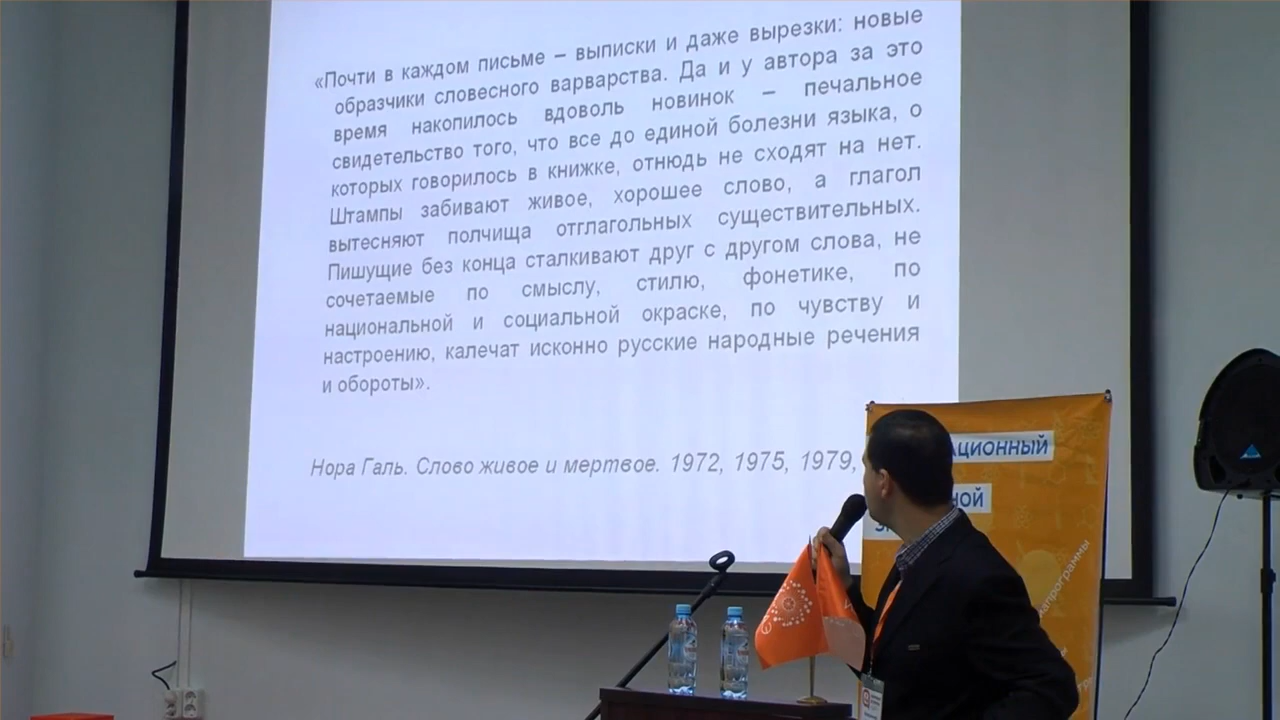 «Почти в каждом письме – выписки и даже вырезки: новые
образчики словесного варварства. Да и у автора за это
время накопилось вдоволь новинок – печальное
свидетельство того, что все до единой болезни языка, о
которых говорилось в книжке, отнюдь не сходят на нет.
Штампы забивают живое, хорошее слово, а глагол
вытесняют полчища отглагольных существительных.
Пишущие без конца сталкивают друг с другом слова, не
сочетаемые по смыслу, стилю, фонетике, по
национальной и социальной окраске, по чувству и
настроению, калечат исконно русские народные речения
и обороты».
Нора Галь. Слово живое и мертвое. 1972, 1975, 1979,
АЦИОННЫЙ
НОЙ